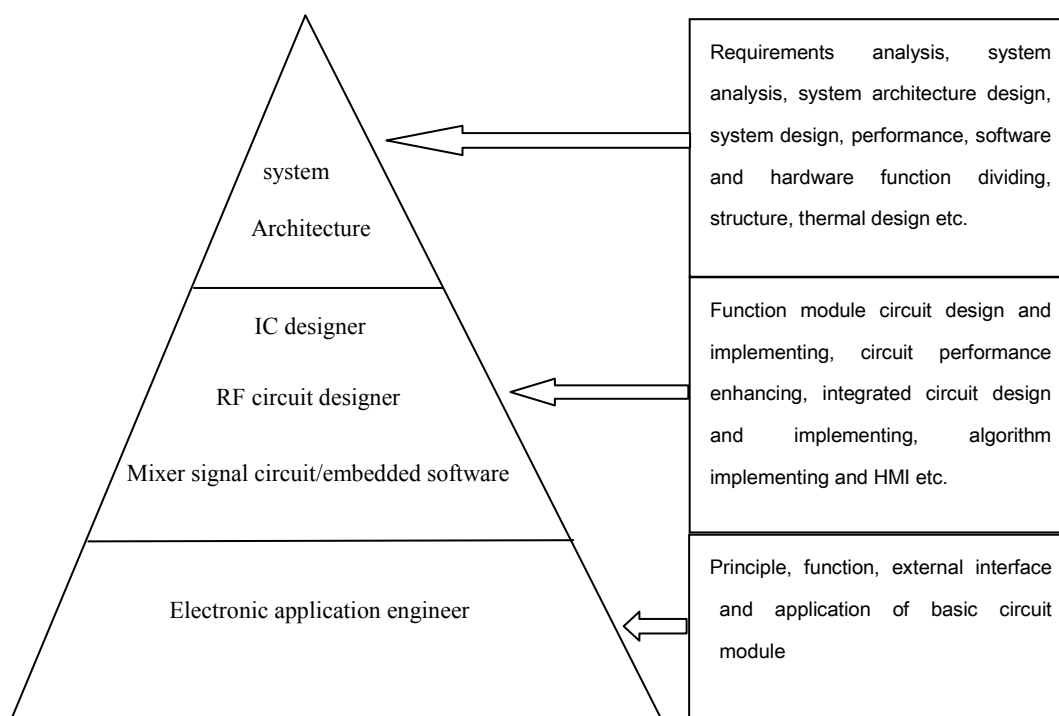 system
Architecture
IC designer
RF circuit designer
Mixer signal circuit/embedded software
Electronic application engineer
Requirements analysis, system
analysis, system architecture design,
system design, performance, software
and hardware function dividing,
structure, thermal design etc.
Function module circuit design and
implementing, circuit performance
enhancing, integrated circuit design
and implementing, algorithm
implementing and HMI etc.
Principle, function, external interface
and application of basic circuit
module